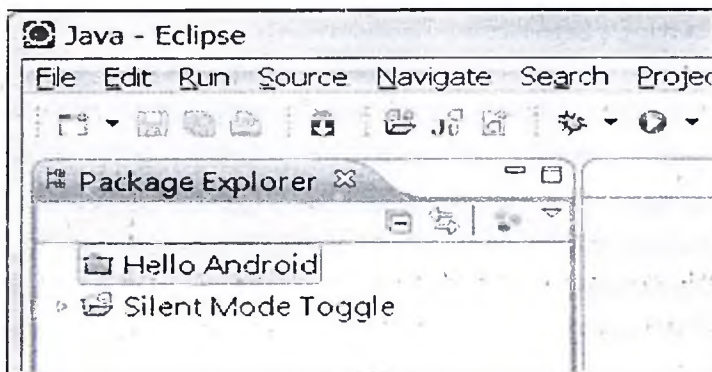 Java - Eclipse
File Edit Run Source Navigate Search Projec
Package Explorer
Hello Android
Silent Mode Toggle